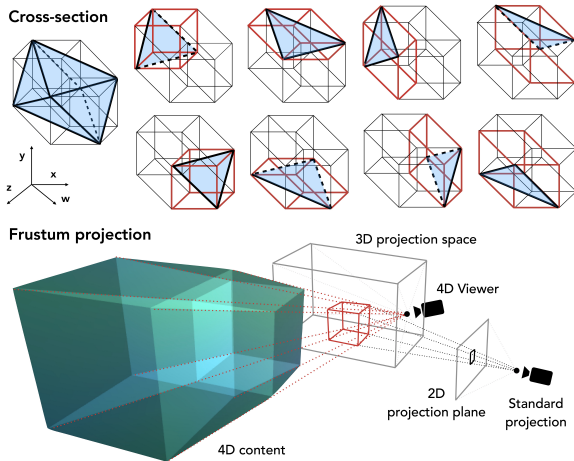 Cross-section
y
x
z
w
Frustum projection
3D projection space
4D Viewer
2D
projection plane
Standard
projection
4D content